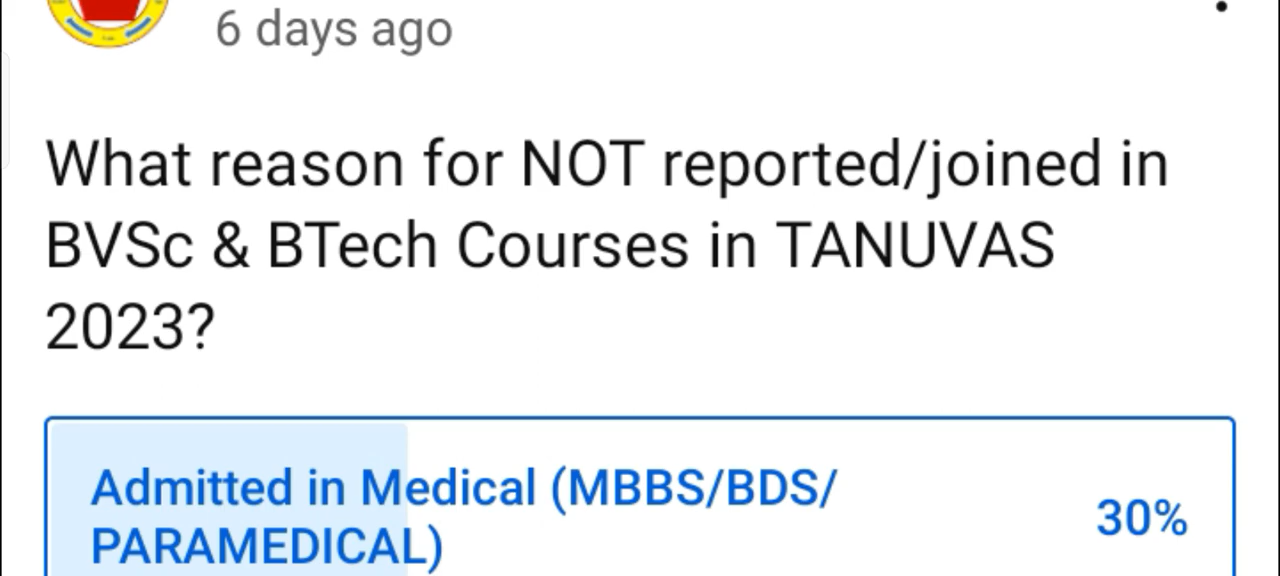 6 days ago
What reason for NOT reported/joined in
BVSc & BTech Courses in TANUVAS
2023?
Admitted in Medical (MBBS/BDS/
PARAMEDICAL)
30%